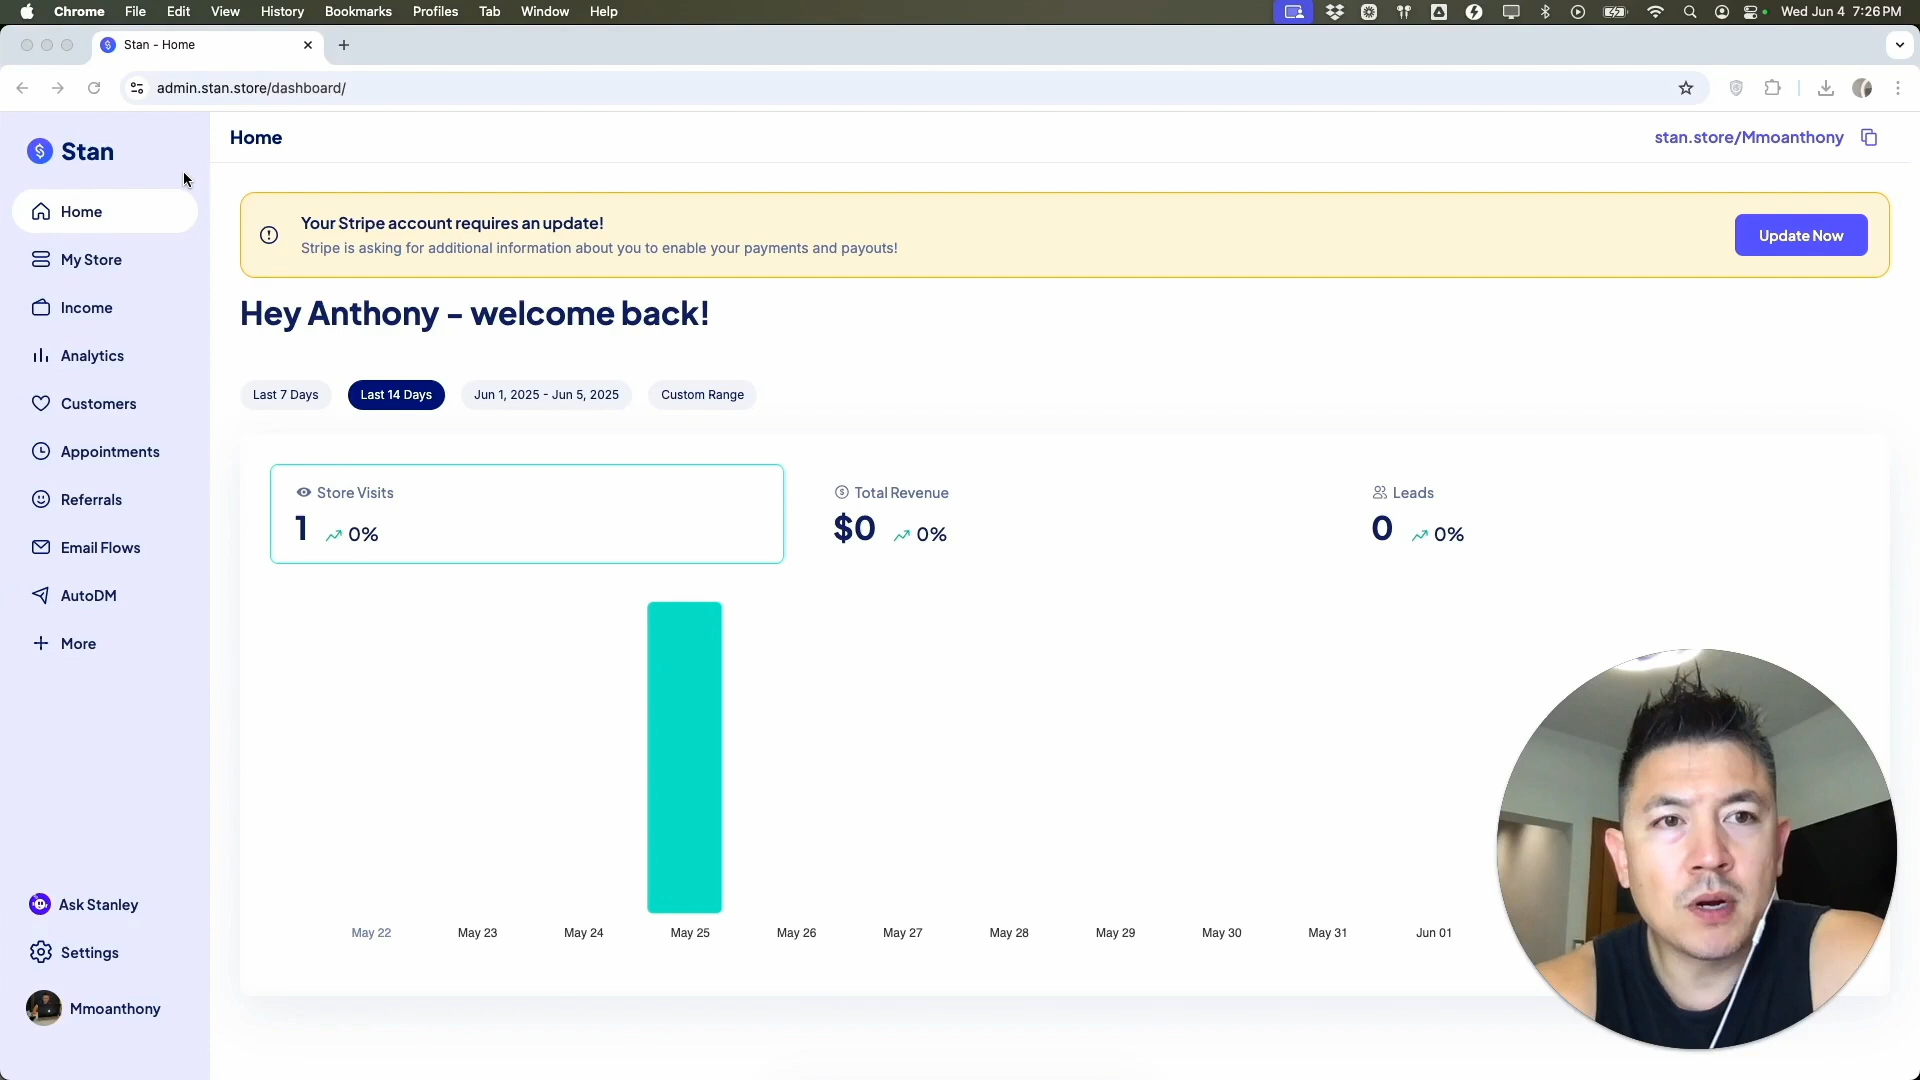 Chrome File Edit View History Bookmarks Profiles Tab Window Help Wed Jun 4 7:26 PM
Stan - Home
admin.stan.store/dashboard/
Stan
Home
My Store
Income
Analytics
Customers
Appointments
Referrals
Email Flows
AutoDM
More
Ask Stanley
Settings
Mmoanthony
Home
stan.store/Mmoanthony
Your Stripe account requires an update!
Stripe is asking for additional information about you to enable your payments and payouts!
Update Now
Hey Anthony - welcome back!
Last 7 Days Last 14 Days Jun 1, 2025 - Jun 5, 2025 Custom Range
Store Visits Total Revenue Leads
1 0% $0 0% 0 0%
May 22 May 23 May 24 May 25 May 26 May 27 May 28 May 29 May 30 May 31 Jun 01